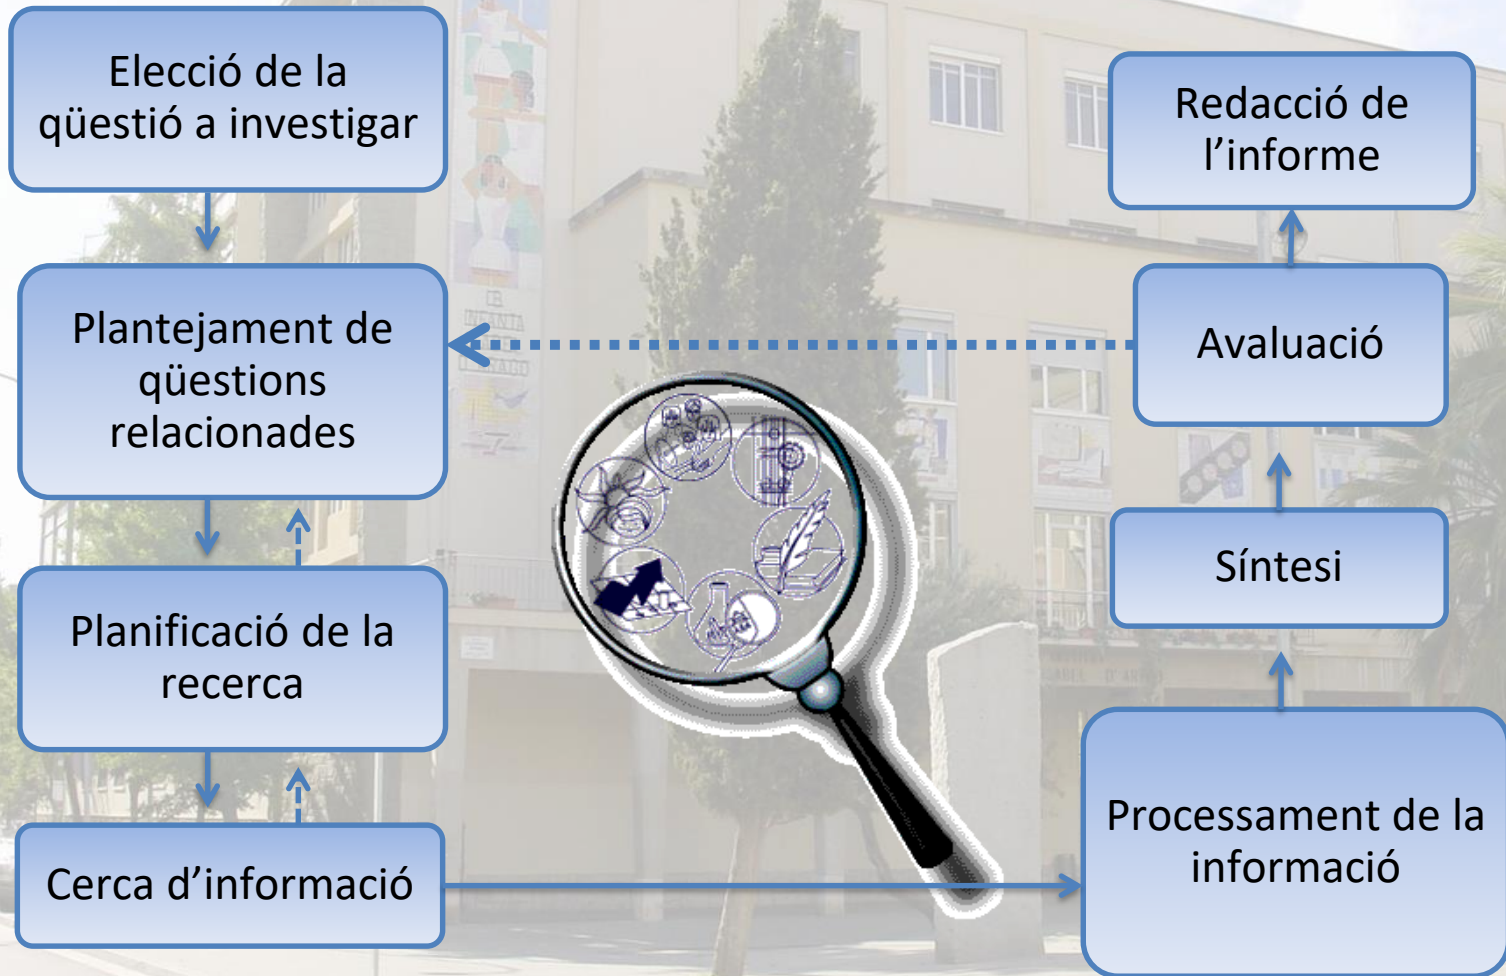 Elecció de la
qüestió a investigar
Plantejament de
qüestions
relacionades
Planificació de la
recerca
Cerca d’informació
Processament de la
informació
Síntesi
Avaluació
Redacció de
l’informe